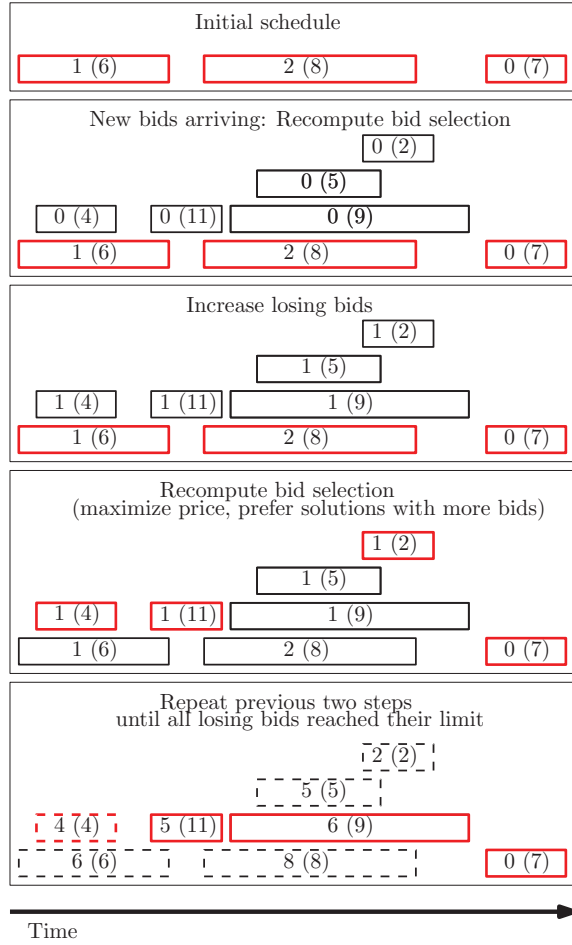 Initial schedule
1 (6) 2 (8) 0 (7)
New bids arriving: Recompute bid selection
0 (2)
0 (5)
0 (4) 0 (11) 0 (9)
1 (6) 2 (8) 0 (7)
Increase losing bids
1 (2)
1 (5)
1 (4) 1 (11) 1 (9)
1 (6) 2 (8) 0 (7)
Recompute bid selection
(maximize price, prefer solutions with more bids)
1 (2)
1 (5)
1 (4) 1 (11) 1 (9)
1 (6) 2 (8) 0 (7)
Repeat previous two steps
until all losing bids reached their limit
2 (2)
5 (5)
4 (4) 5 (11) 6 (9)
6 (6) 8 (8) 0 (7)
Time